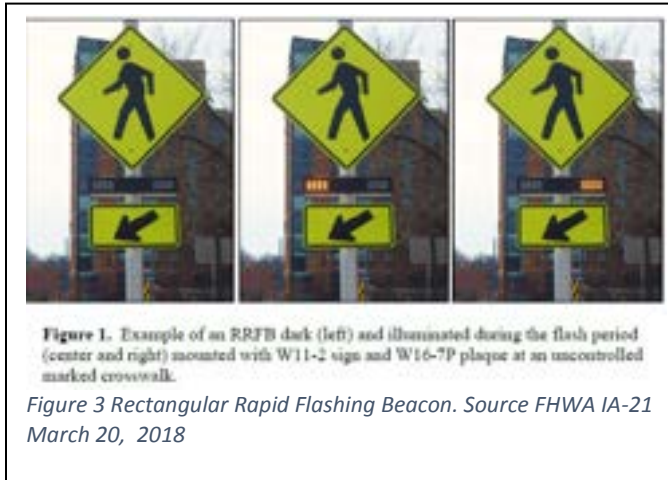 Figure 1. Example of an RRFB dark (left) and illuminated during the flash period
(center and right) mounted with W11-2 sign and W16-7P plaque at an uncontrolled
marked crosswalk.
Figure 3 Rectangular Rapid Flashing Beacon. Source FHWA IA-21
March 20, 2018